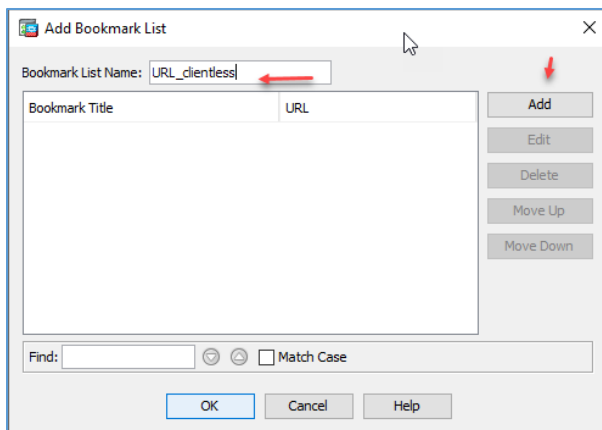 Add Bookmark List
Bookmark List Name: URL_clientless
Bookmark Title URL
Add
Edit
Delete
Move Up
Move Down
Find: Match Case
OK Cancel Help